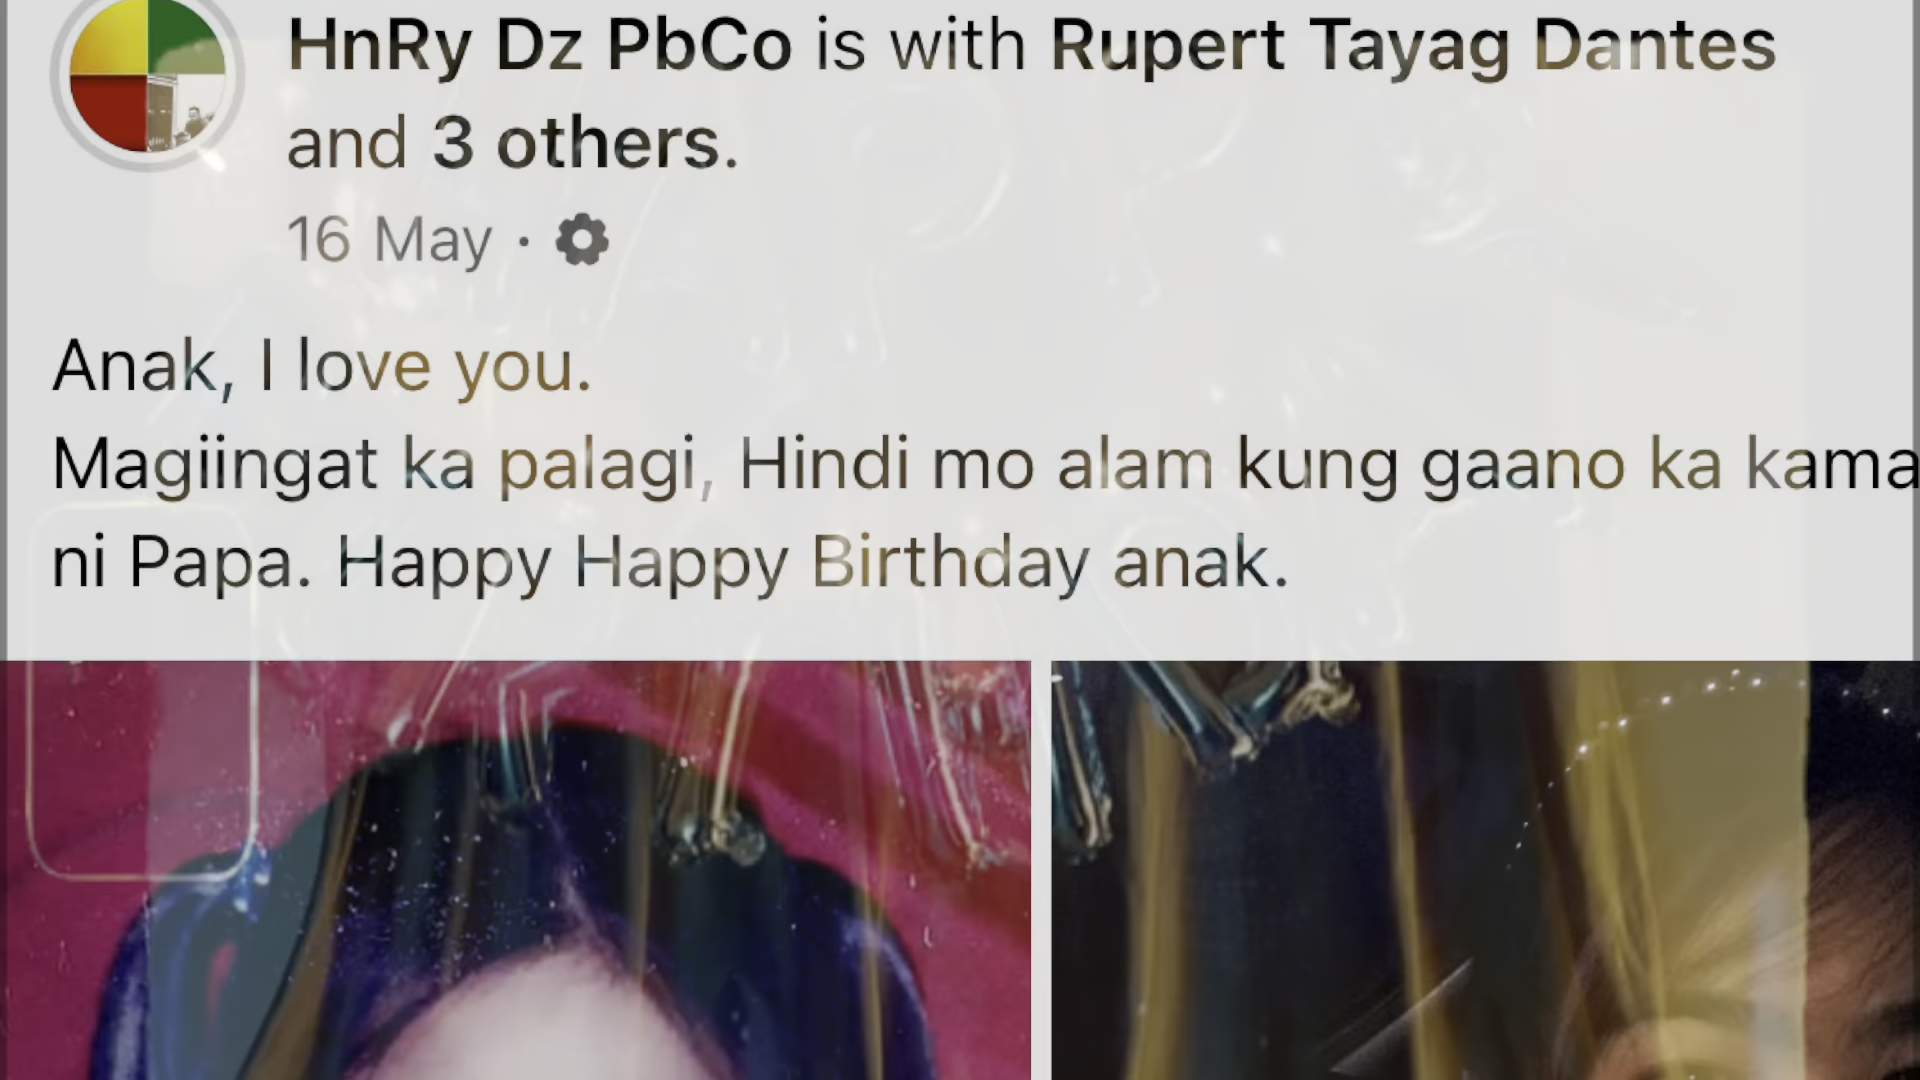 HnRy Dz PbCo is with Rupert Tayag Dantes
and 3 others.
16 May ·
Anak, I love you.
Magiingat ka palagi, Hindi mo alam kung gaano ka kama
ni Papa. Happy Happy Birthday anak.